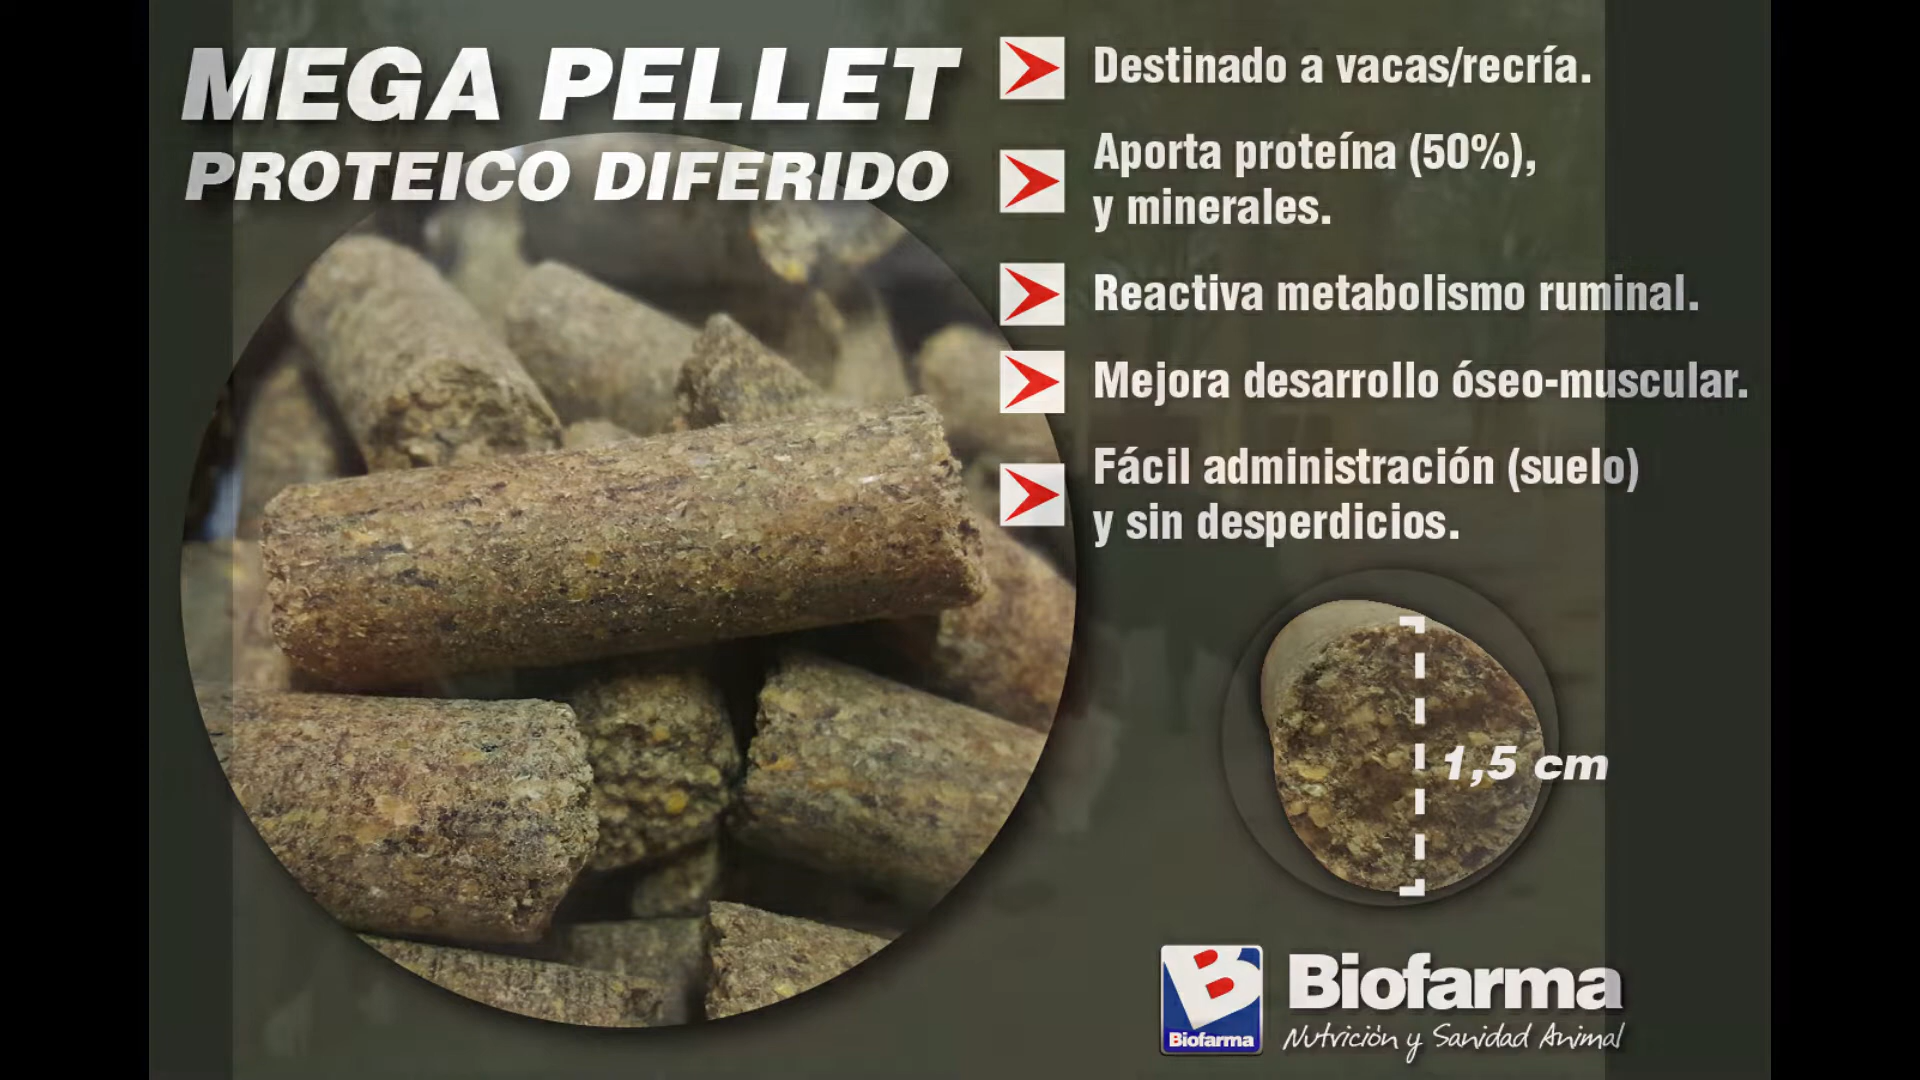 MEGA PELLET
PROTEICO DIFERIDO
Destinado a vacas/recría.
Aporta proteína (50%),
y minerales.
Reactiva metabolismo ruminal.
Mejora desarrollo óseo-muscular.
Fácil administración (suelo)
y sin desperdicios.
1,5 cm
B
Biofarma
Biofarma
Nutrición y Sanidad Animal